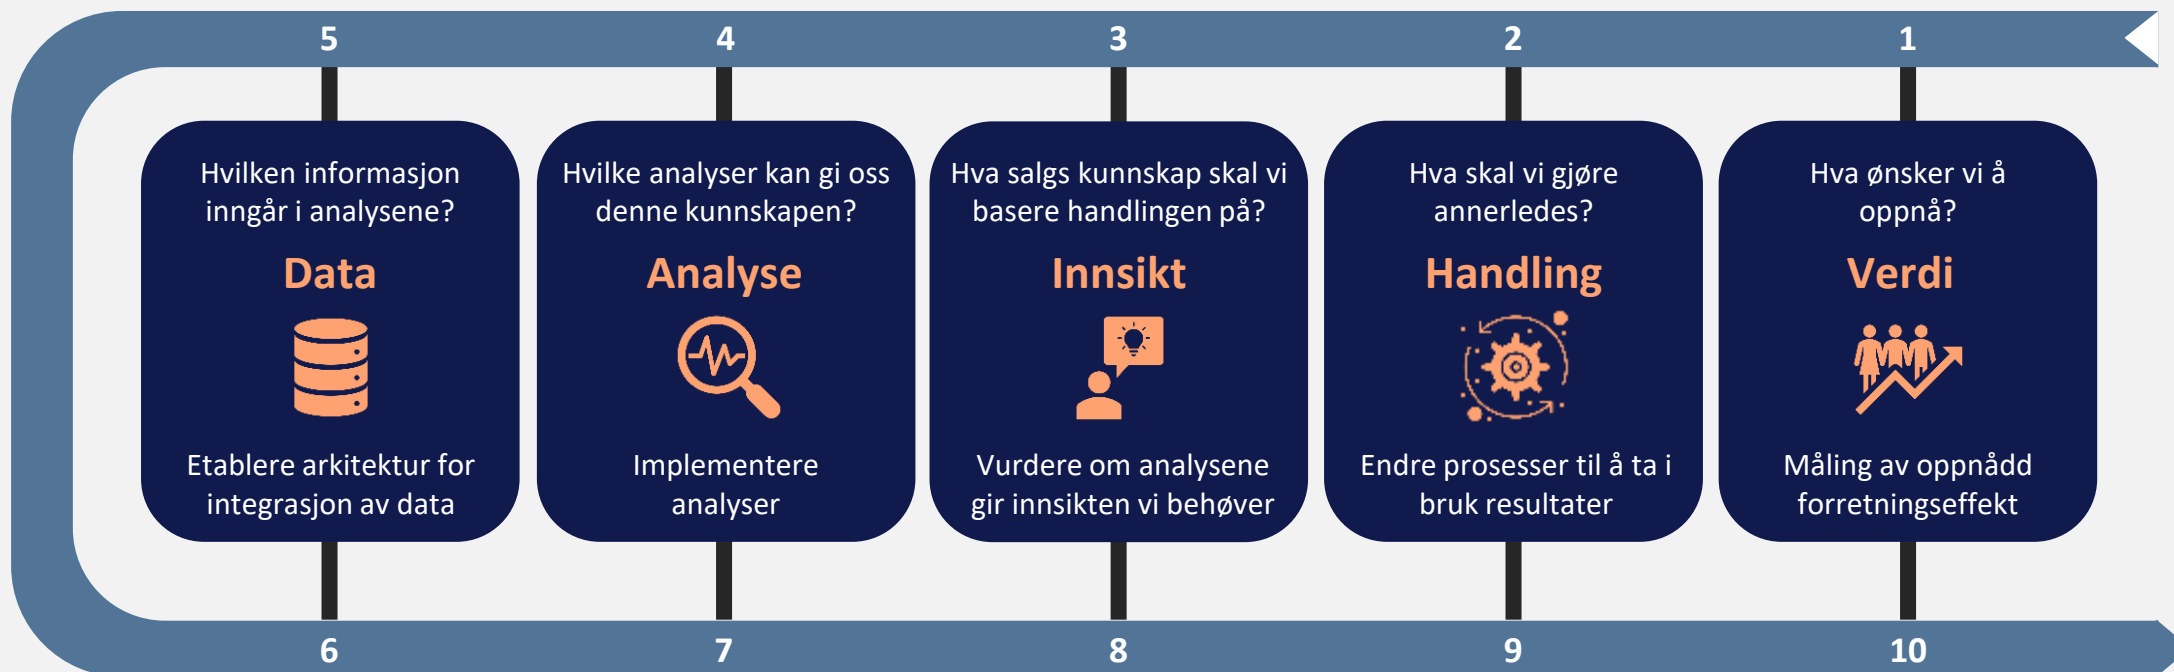 5
4
3
2
1
Hvilken informasjon
inngår i analysene?
Data
Etablere arkitektur for
integrasjon av data
Hvilke analyser kan gi oss
denne kunnskapen?
Analyse
Implementere
analyser
Hva salgs kunnskap skal vi
basere handlingen på?
Innsikt
Vurdere om analysene
gir innsikten vi behøver
Hva skal vi gjøre
annerledes?
Handling
Endre prosesser til å ta i
bruk resultater
Hva ønsker vi å
oppnå?
Verdi
Måling av oppnådd
forretningseffekt
6
7
8
9
10